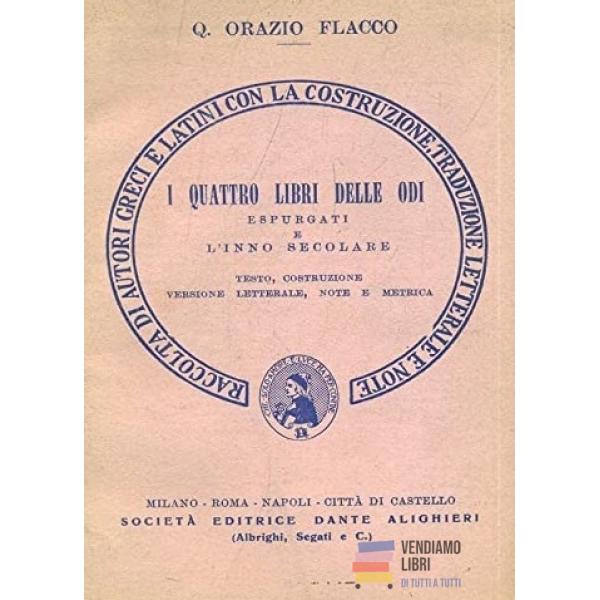 Q. ORAZIO FLACCO
RACCOLTA DI AUTORI GRECI E LATINI CON LA COSTRUZIONE, TRADUZIONE LETTERALE E NOTE
I QUATTRO LIBRI DELLE ODI
ESPURGATI
E
L'INNO SECOLARE
TESTO, COSTRUZIONE
VERSIONE LETTERALE, NOTE E METRICA
MILANO - ROMA - NAPOLI - CITTÀ DI CASTELLO
SOCIETÀ EDITRICE DANTE ALIGHIERI
(Albrighi, Segati e C.)
VENDIAMO
LIBRI
DI TUTTI A TUTTI